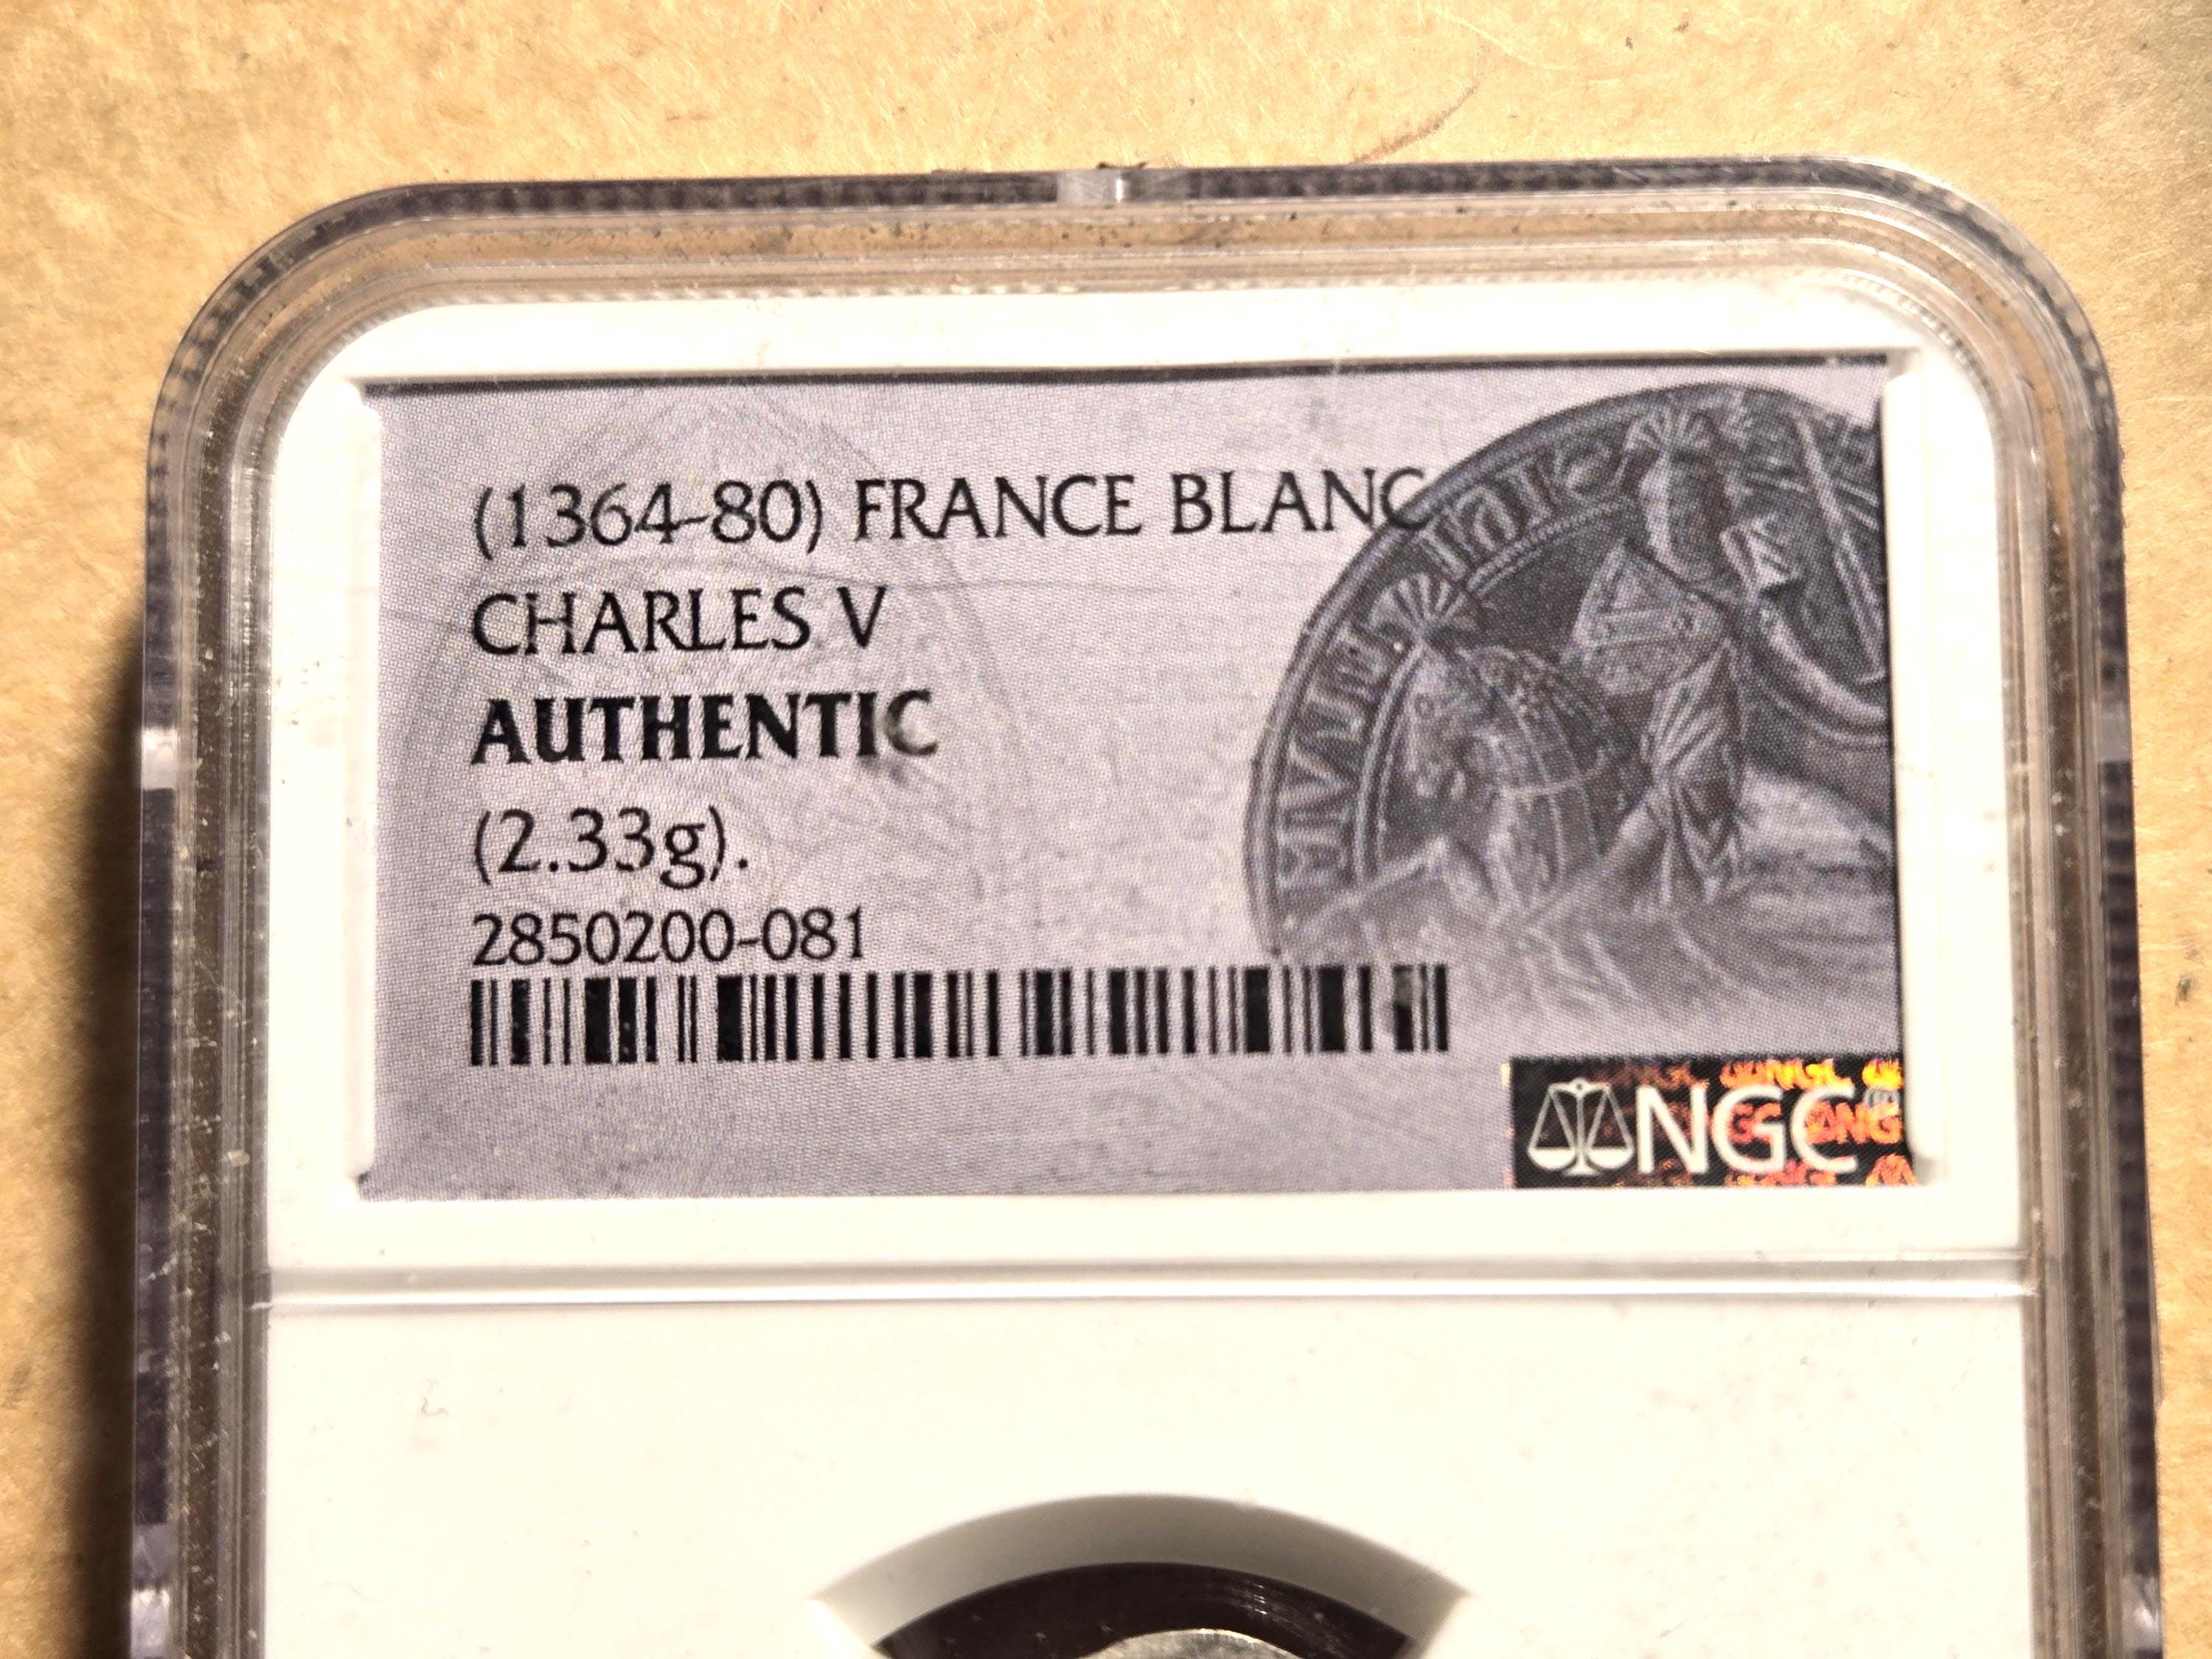 (1364-80) FRANCE BLANC
CHARLES V
AUTHENTIC
(2.33g).
2850200-081
NGC